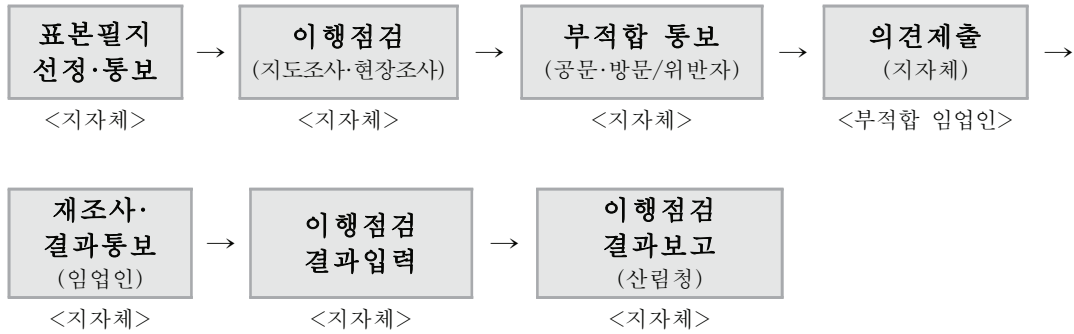 표본필지
선정·통보
<지자체>
→
이행점검
(지도조사·현장조사)
<지자체>
→
부적합 통보
(공문·방문/위반자)
<지자체>
→
의견제출
(지자체)
<부적합 임업인>
→
재조사·
결과통보
(임업인)
<지자체>
→
이행점검
결과입력
<지자체>
→
이행점검
결과보고
(산림청)
<지자체>